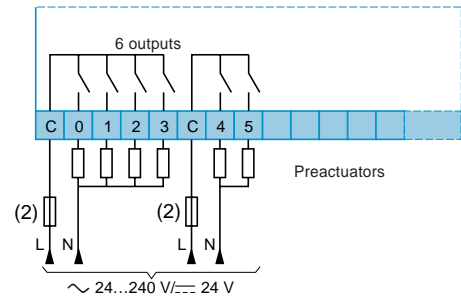 6 outputs
C 0 1 2 3 C 4 5
Preactuators
(2) (2)
L N L N
~ 24...240 V/⎓ 24 V